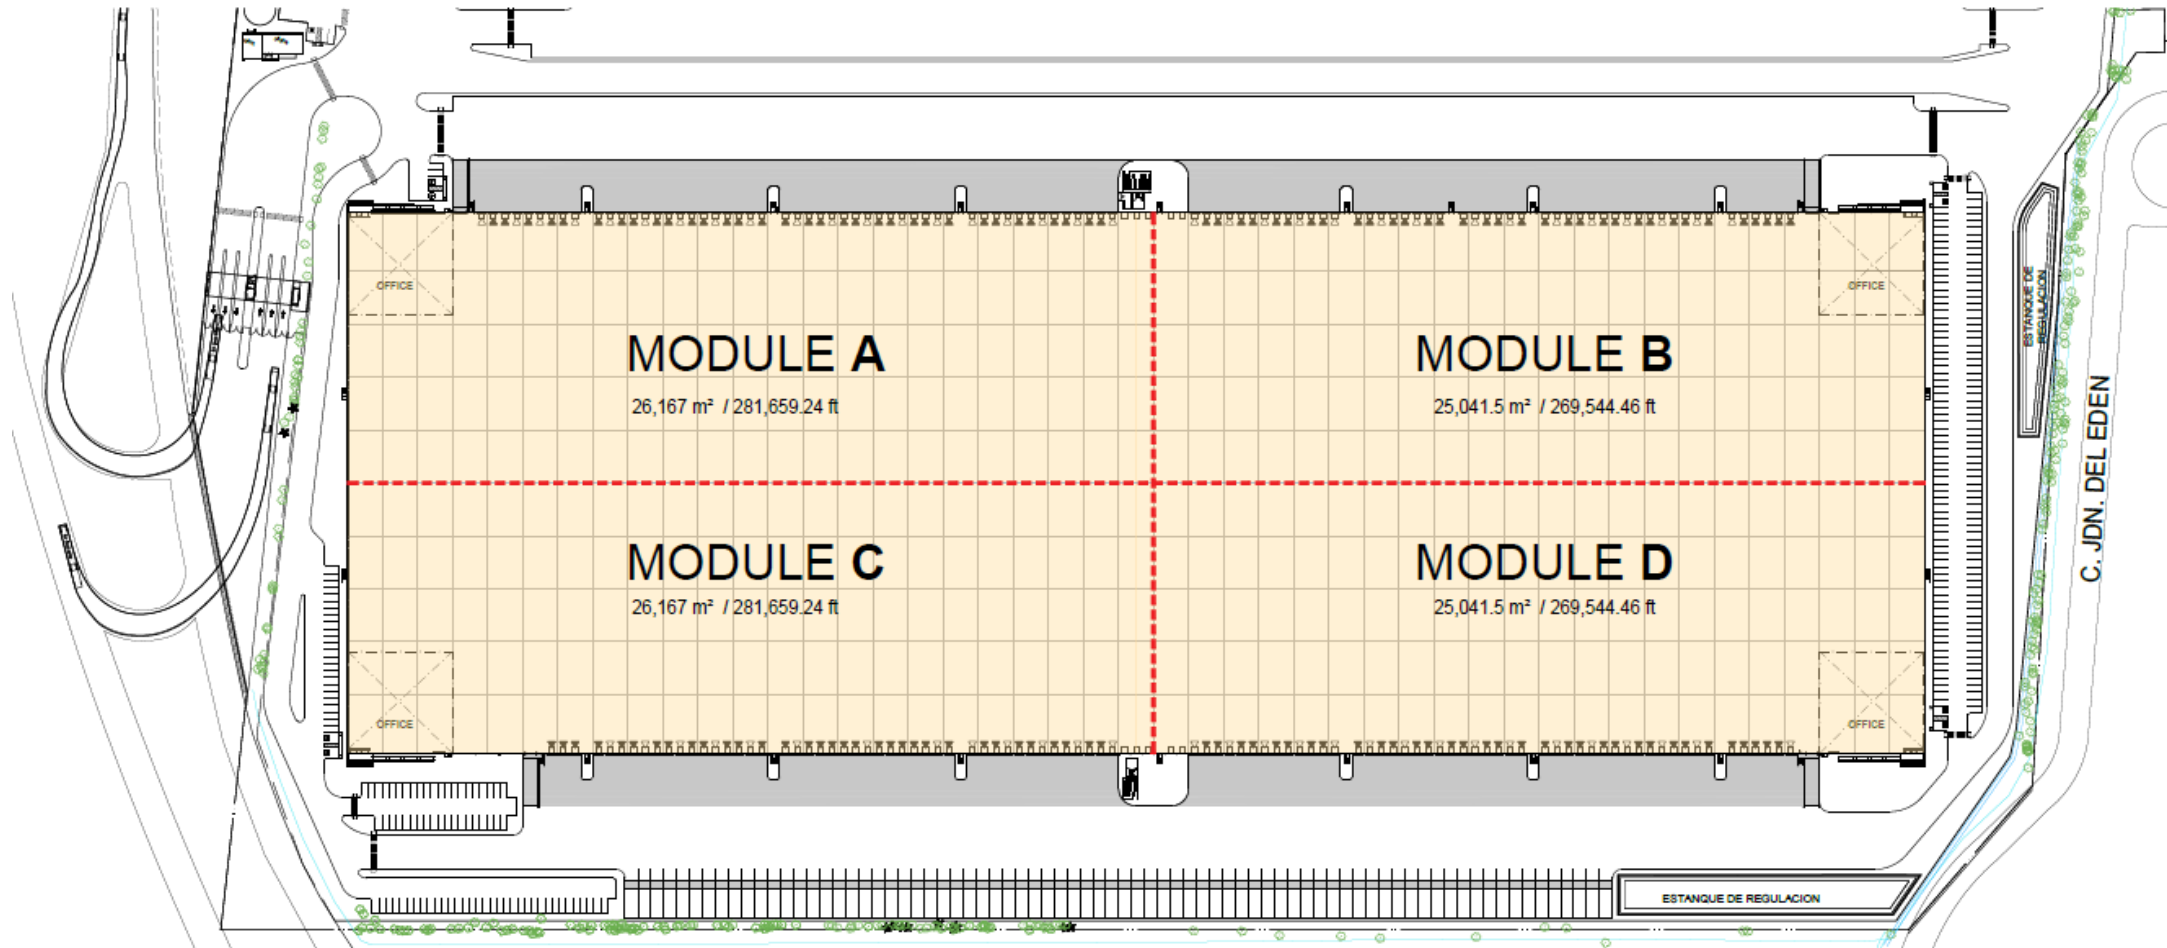 OFFICE
OFFICE
MODULE A
26,167 m² / 281,659.24 ft
MODULE B
25,041.5 m² / 269,544.46 ft
ESTANQUE DE
REGULACION
C. JDN. DEL EDEN
MODULE C
26,167 m² / 281,659.24 ft
MODULE D
25,041.5 m² / 269,544.46 ft
OFFICE
OFFICE
ESTANQUE DE REGULACION